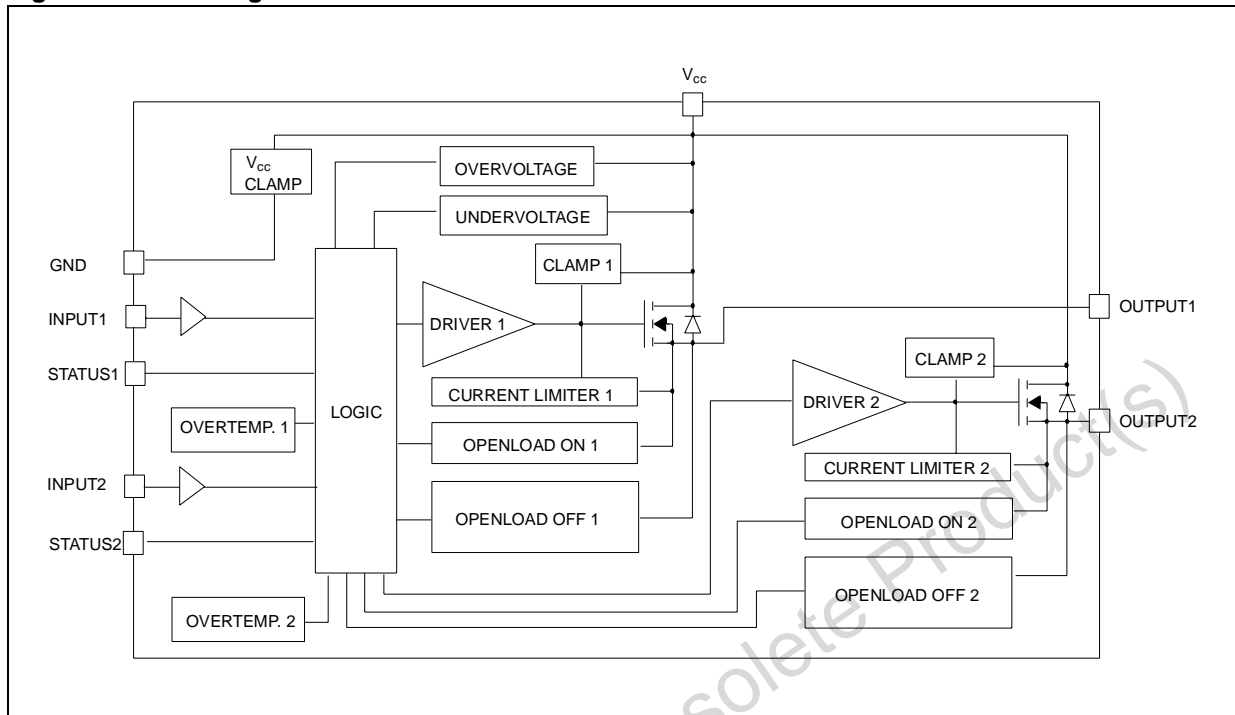 Vcc
Vcc
CLAMP
OVERVOLTAGE
UNDERVOLTAGE
GND
CLAMP 1
INPUT1
DRIVER 1
OUTPUT1
STATUS1
CURRENT LIMITER 1
LOGIC
CLAMP 2
DRIVER 2
OVERTEMP. 1
OPENLOAD ON 1
OUTPUT2
CURRENT LIMITER 2
INPUT2
OPENLOAD OFF 1
OPENLOAD ON 2
STATUS2
OPENLOAD OFF 2
OVERTEMP. 2
solete Product(s)